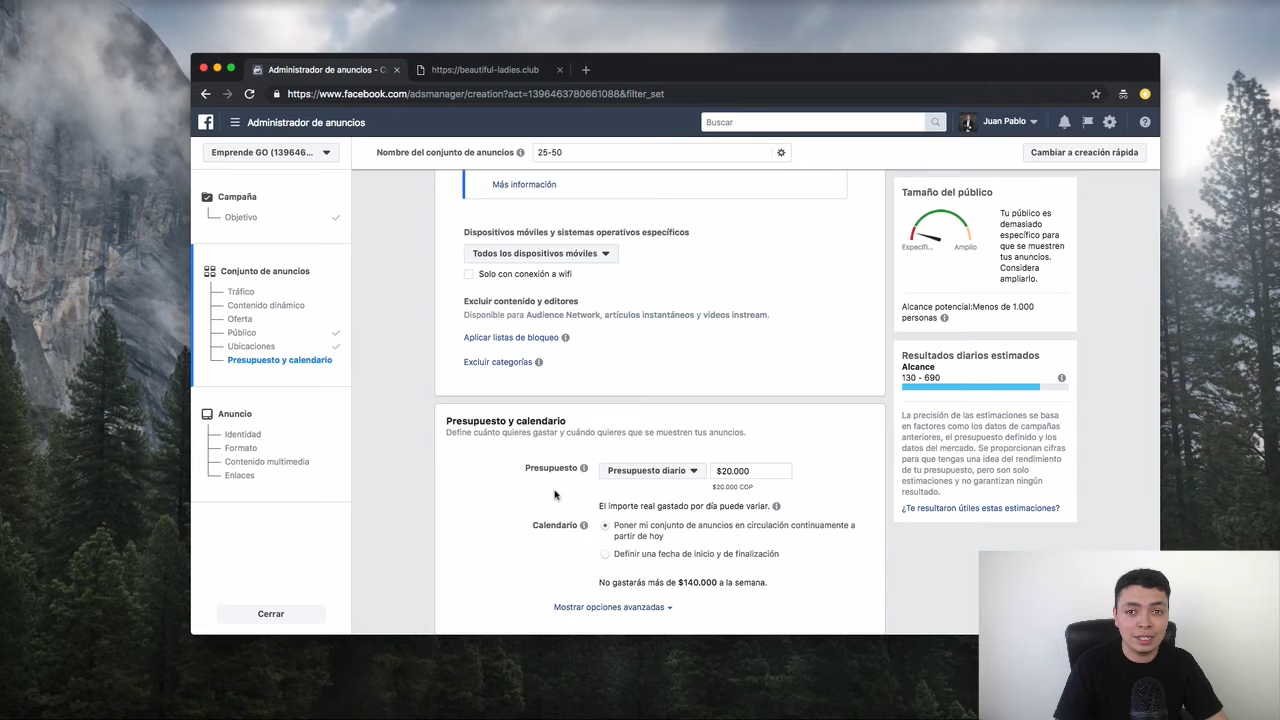 Administrador de anuncios - C
https://beautiful-ladies.club
https://www.facebook.com/adsmanager/creation?act=1396463780661088&filter_set
Administrador de anuncios
Buscar
Juan Pablo
Emprende GO (139646...
Nombre del conjunto de anuncios
25-50
Cambiar a creación rápida
Campaña
Objetivo
Conjunto de anuncios
Tráfico
Contenido dinámico
Oferta
Público
Ubicaciones
Presupuesto y calendario
Anuncio
Identidad
Formato
Contenido multimedia
Enlaces
Cerrar
Más información
Dispositivos móviles y sistemas operativos específicos
Todos los dispositivos móviles
Solo con conexión a wifi
Excluir contenido y editores
Disponible para Audience Network, artículos instantáneos y videos instream.
Aplicar listas de bloqueo
Excluir categorías
Presupuesto y calendario
Define cuánto quieres gastar y cuándo quieres que se muestren tus anuncios.
Presupuesto
Presupuesto diario
$20.000
$20.000 COP
El importe real gastado por día puede variar.
Calendario
Poner mi conjunto de anuncios en circulación continuamente a
partir de hoy
Definir una fecha de inicio y de finalización
No gastarás más de $140.000 a la semana.
Mostrar opciones avanzadas
Tamaño del público
Específi...
Amplio
Tu público es
demasiado
específico para
que se muestren
tus anuncios.
Considera
ampliarlo.
Alcance potencial:Menos de 1.000
personas
Resultados diarios estimados
Alcance
130 - 690
La precisión de las estimaciones se basa
en factores como los datos de campañas
anteriores, el presupuesto definido y los
datos del mercado. Se proporcionan cifras
para que tengas una idea del rendimiento
de tu presupuesto, pero son solo
estimaciones y no garantizan ningún
resultado.
¿Te resultaron útiles estas estimaciones?